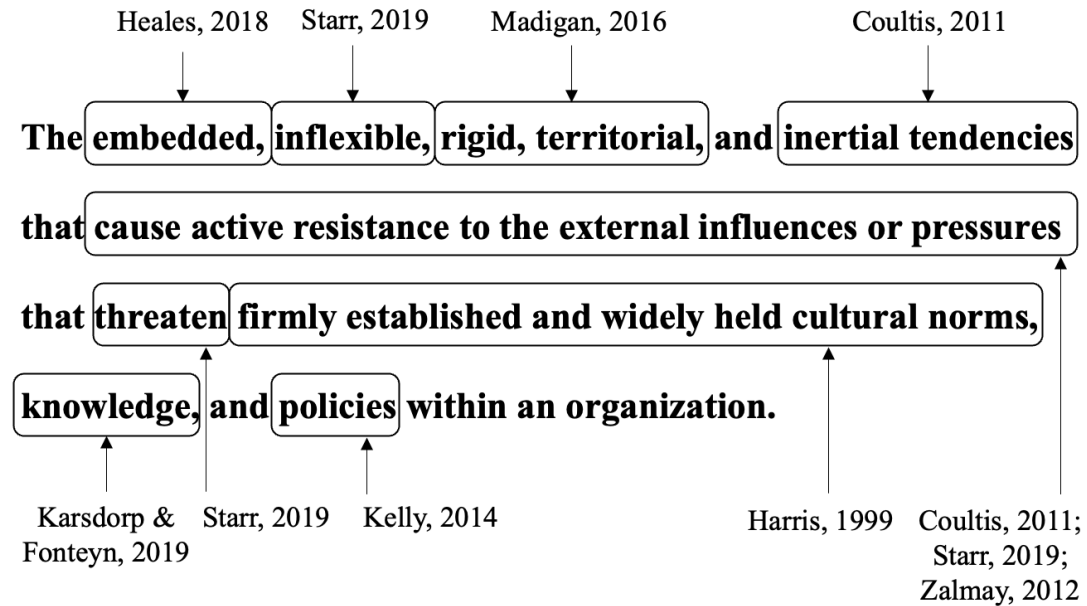 Heales, 2018 Starr, 2019 Madigan, 2016 Coultis, 2011
The embedded, inflexible, rigid, territorial, and inertial tendencies
that cause active resistance to the external influences or pressures
that threaten firmly established and widely held cultural norms,
knowledge, and policies within an organization.
Karsdorp &
Fonteyn, 2019
Starr, 2019
Kelly, 2014
Harris, 1999
Coultis, 2011;
Starr, 2019;
Zalmay, 2012